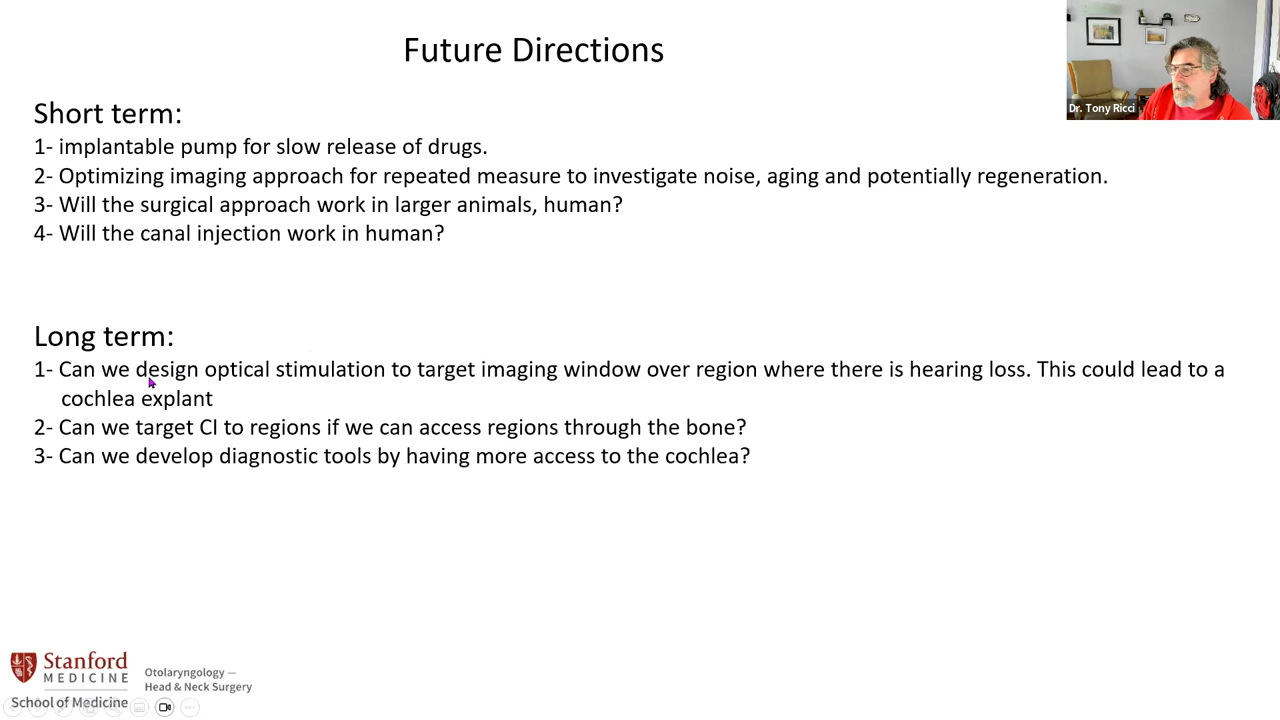 Future Directions
Dr. Tony Ricci
Short term:
1- implantable pump for slow release of drugs.
2- Optimizing imaging approach for repeated measure to investigate noise, aging and potentially regeneration.
3- Will the surgical approach work in larger animals, human?
4- Will the canal injection work in human?
Long term:
1- Can we design optical stimulation to target imaging window over region where there is hearing loss. This could lead to a
cochlea explant
2- Can we target CI to regions if we can access regions through the bone?
3- Can we develop diagnostic tools by having more access to the cochlea?
Stanford
MEDICINE
School of Medicine
Otolaryngology —
Head & Neck Surgery